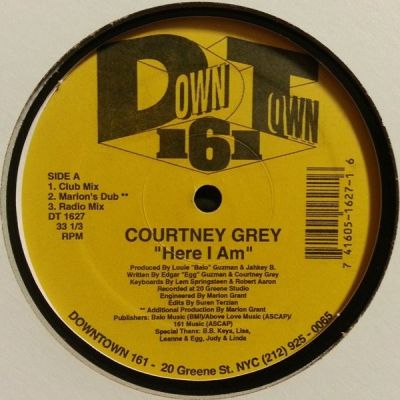 DOWN TOWN
161
SIDE A
1. Club Mix
2. Marlon's Dub **
3. Radio Mix
DT 1627
33 1/3
RPM
7 41605-1627-1 6
COURTNEY GREY
"Here I Am"
Produced By Louie "Balo" Guzman & Jahkey B.
Written By Edgar "Egg" Guzman & Courtney Grey
Keyboards By Lem Springsteen & Robert Aaron
Recorded at 20 Greene Studio
Engineered By Marlon Grant
Edits By Suren Terzian
** Additional Production By Marlon Grant
Publishers: Balo Music (BMI)/Above Love Music (ASCAP)/
161 Music (ASCAP)
Special Thanx: B.B. Keys, Lisa,
Leanne & Egg, Judy & Linda
DOWNTOWN 161 - 20 Greene St. NYC (212) 925 - 0065